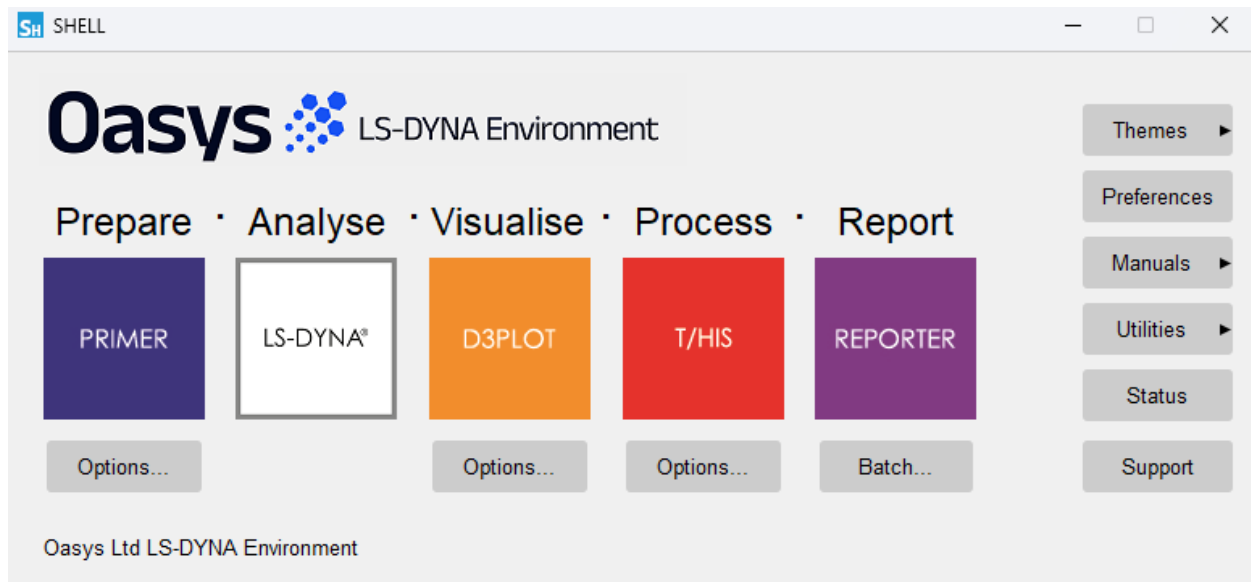 SH SHELL
Oasys LS-DYNA Environment
Themes
Preferences
Manuals
Utilities
Status
Support
Prepare · Analyse · Visualise · Process · Report
PRIMER LS-DYNA® D3PLOT T/HIS REPORTER
Options... Options... Options... Batch...
Oasys Ltd LS-DYNA Environment